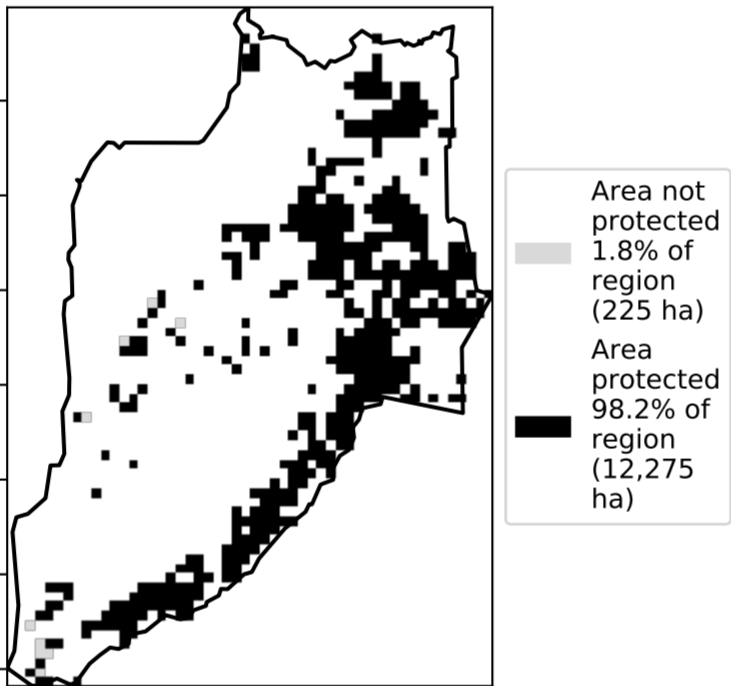 Area not
protected
1.8% of
region
(225 ha)
Area
protected
98.2% of
region
(12,275
ha)